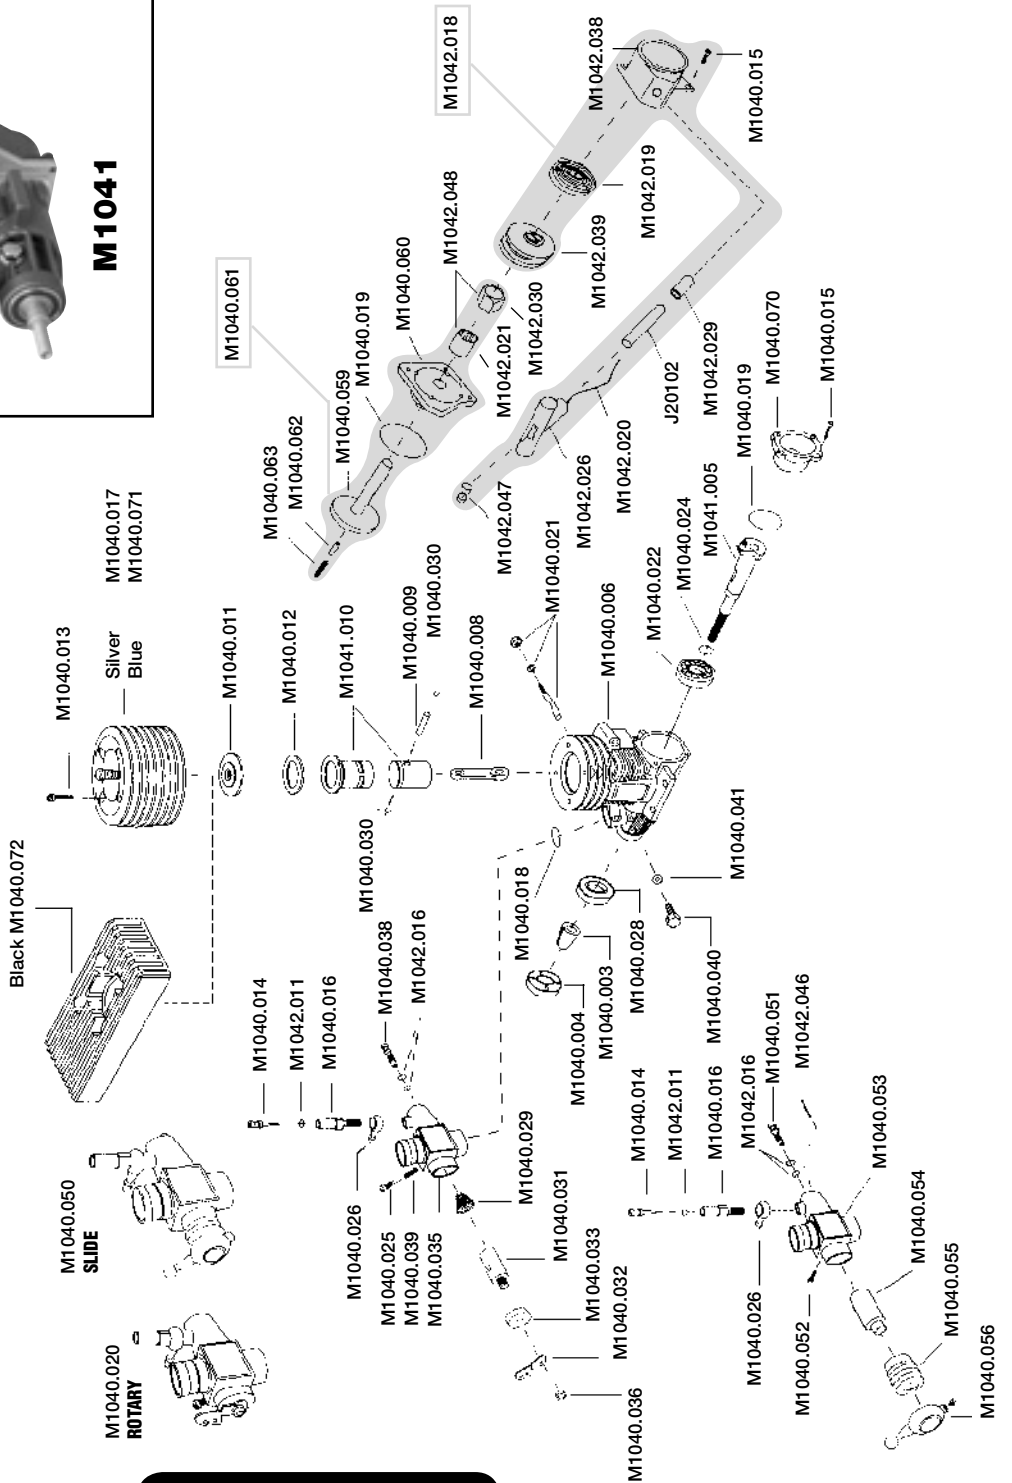 M1041
M1042.018
M1042.038
M1040.015
M1042.019
M1042.048
M1042.039
M1040.060
M1042.030
M1042.021
M1040.061
M1040.019
M1040.059
M1040.062
M1040.063
M1042.029
J20102
M1042.020
M1042.026
M1042.047
M1040.015
M1040.070
M1040.019
M1041.005
M1040.024
M1040.022
M1040.021
M1040.006
M1040.017
M1040.071
Silver
Blue
M1040.013
M1040.011
M1040.012
M1041.010
M1040.009
M1040.030
M1040.008
M1040.030
M1040.041
M1040.018
M1040.028
M1040.040
M1040.003
M1040.004
Black M1040.072
M1040.014
M1042.011
M1040.016
M1040.038
M1042.016
M1040.029
M1040.031
M1040.033
M1040.032
M1040.036
M1040.026
M1040.025
M1040.039
M1040.035
M1040.014
M1042.011
M1040.016
M1042.016
M1040.051
M1042.046
M1040.053
M1040.054
M1040.055
M1040.056
M1040.026
M1040.052
M1040.050
SLIDE
M1040.020
ROTARY